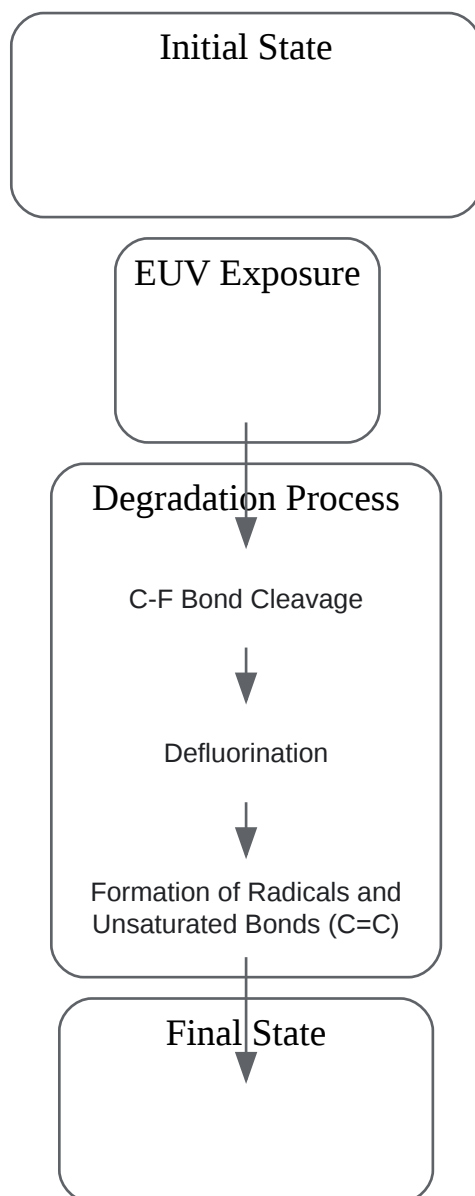 Initial State
EUV Exposure
Degradation Process
C-F Bond Cleavage
Defluorination
Formation of Radicals and
Unsaturated Bonds (C=C)
Final State